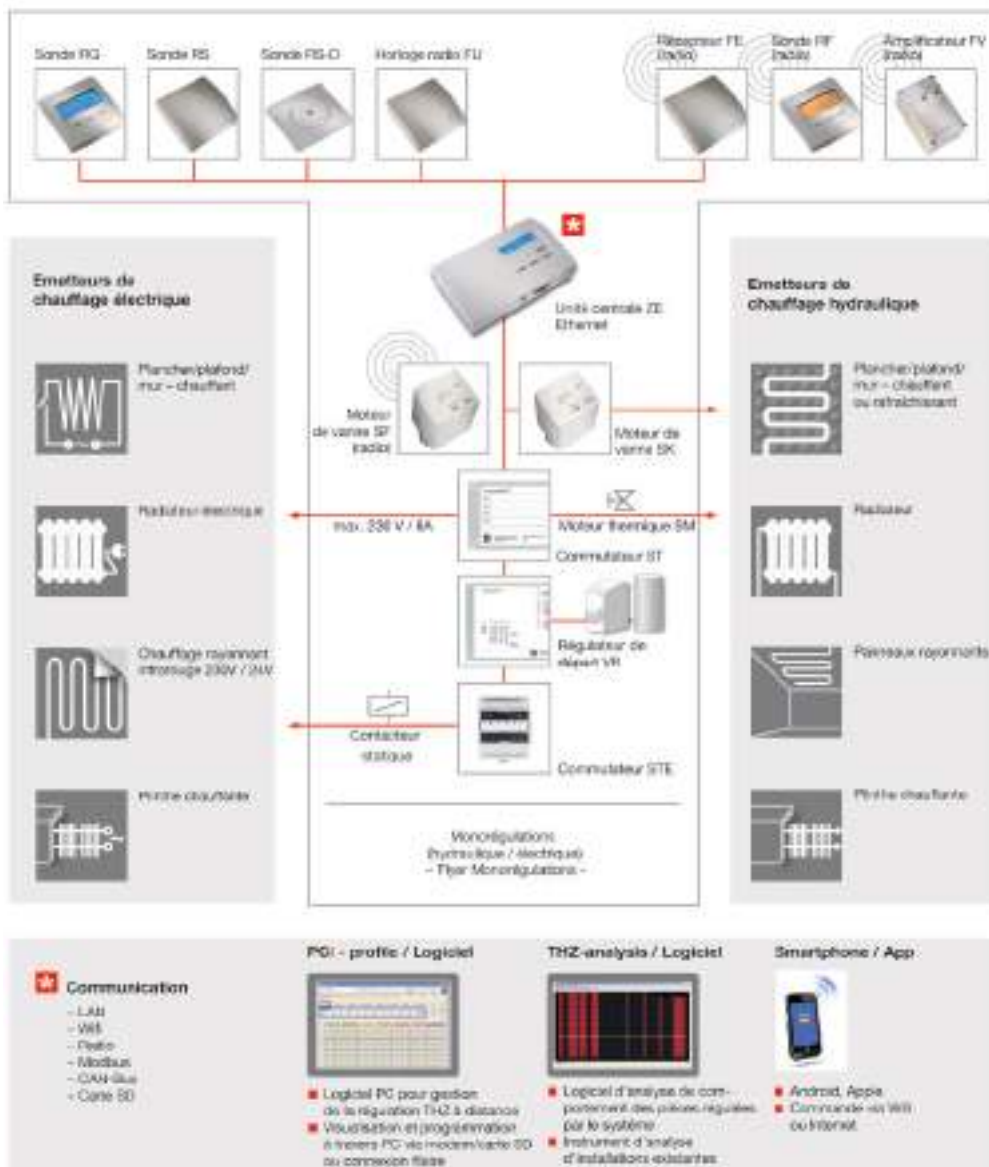 Sonde RG
Sonde RS
Sonde RS-D
Horloge radio FU
Récepteur FE
(radio)
Sonde RF
(radio)
Amplificateur FV
(radio)
Unité centrale ZE
Ethernet
Emetteurs de
chauffage électrique
Plancher/plafond/
mur – chauffant
Radiateur électrique
Chauffage rayonnant
infrarouge 230V / 24V
Plinthe chauffante
Moteur
de vanne SF
(radio)
Moteur de
vanne SK
max. 230 V / 8A
Moteur thermique SM
Commutateur ST
Régulateur de
départ VR
Contacteur
statique
Commutateur STE
Monorégulations
(hydraulique / électrique)
– Flyer Monorégulations –
Emetteurs de
chauffage hydraulique
Plancher/plafond/
mur – chauffant
ou rafraîchissant
Radiateur
Panneaux rayonnants
Plinthe chauffante
Communication
– LAN
– Wifi
– Radio
– Modbus
– CAN-Bus
– Carte SD
PGI - profile / Logiciel
Logiciel PC pour gestion
de la régulation THZ à distance
Visualisation et programmation
à travers PC via modem/carte SD
ou connexion filaire
THZ-analysis / Logiciel
Logiciel d'analyse de com-
portement des pièces régulées
par le système
Instrument d'analyse
d'installations existantes
Smartphone / App
Android, Apple
Commande via Wifi
ou Internet